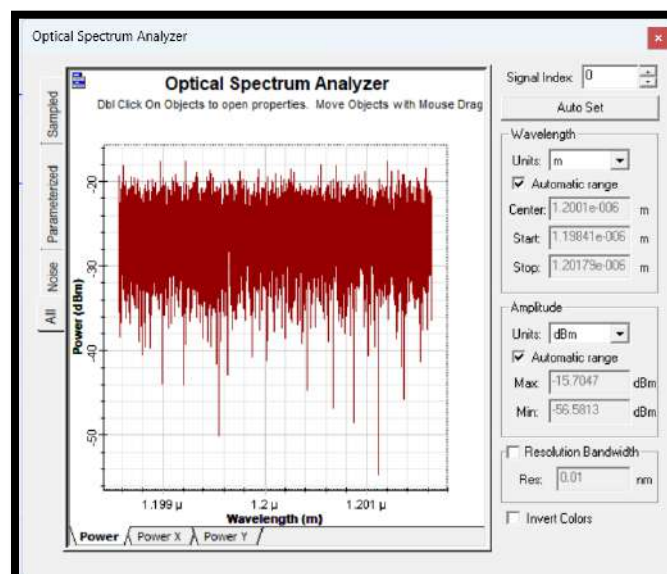 Optical Spectrum Analyzer
Signal Index: 0
Auto Set
Optical Spectrum Analyzer
Dbl Click On Objects to open properties. Move Objects with Mouse Drag
Sampled
Parameterized
Noise
All
Power (dBm)
-20
-30
-40
-50
1.199 µ
1.2 µ
1.201 µ
Wavelength (m)
Power
Power X
Power Y
Wavelength
Units: m
Automatic range
Center: 1.2001e-006 m
Start: 1.19841e-006 m
Stop: 1.20179e-006 m
Amplitude
Units: dBm
Automatic range
Max: -15.7047 dBm
Min: -56.5813 dBm
Resolution Bandwidth
Res: 0.01 nm
Invert Colors